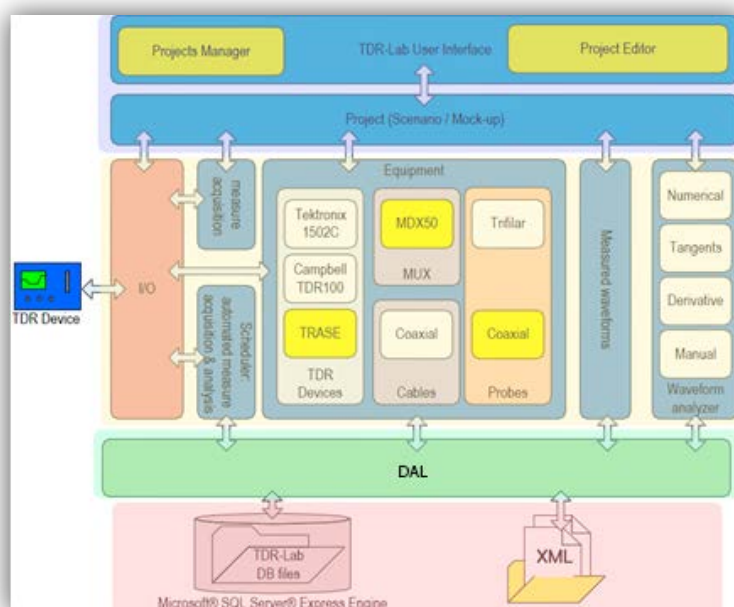 Projects Manager
TDR-Lab User Interface
Project Editor
Project (Scenario / Mock-up)
TDR Device
I/O
measure
acquisition
Scheduler:
automated measure
acquisition & analysis
Equipment
Tektronix
1502C
Campbell
TDR100
TRASE
TDR
Devices
MDX50
MUX
Coaxial
Cables
Trifilar
Coaxial
Probes
Measured waveforms
Numerical
Tangents
Derivative
Manual
Waveform
analyzer
DAL
TDR-Lab
DB files
Microsoft® SQL Server® Express Engine
XML